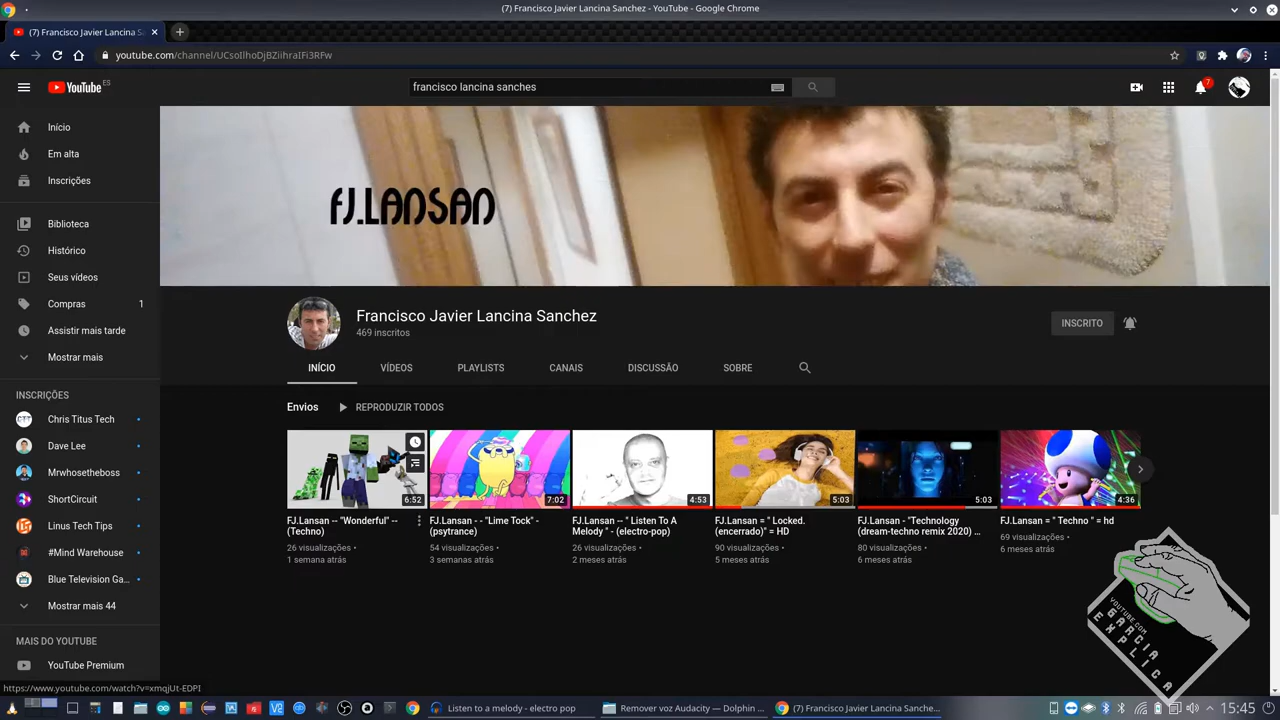 (7) Francisco Javier Lancina Sanchez - YouTube - Google Chrome
(7) Francisco Javier Lancina Sa
youtube.com/channel/UCsoIlhoDjBZiihraIFi3RFw
YouTube ES
francisco lancina sanches
7
Início
Em alta
Inscrições
Biblioteca
Histórico
Seus vídeos
Compras 1
Assistir mais tarde
Mostrar mais
INSCRIÇÕES
CTT Chris Titus Tech
Dave Lee
Mrwhosetheboss
ShortCircuit
Linus Tech Tips
#Mind Warehouse
Blue Television Ga...
Mostrar mais 44
MAIS DO YOUTUBE
YouTube Premium
https://www.youtube.com/watch?v=xmqjUt-EDPI
FJ.LANSAN
Francisco Javier Lancina Sanchez
469 inscritos
INSCRITO
INÍCIO VÍDEOS PLAYLISTS CANAIS DISCUSSÃO SOBRE
Envios REPRODUZIR TODOS
6:52
FJ.Lansan -- "Wonderful" --
(Techno)
26 visualizações •
1 semana atrás
7:02
FJ.Lansan - - "Lime Tock" -
(psytrance)
54 visualizações •
3 semanas atrás
4:53
FJ.Lansan -- " Listen To A
Melody " - (electro-pop)
26 visualizações •
2 meses atrás
5:03
FJ.Lansan = " Locked.
(encerrado)" = HD
90 visualizações •
5 meses atrás
5:03
FJ.Lansan - "Technology
(dream-techno remix 2020) ...
80 visualizações •
6 meses atrás
4:36
FJ.Lansan = " Techno " = hd
69 visualizações •
6 meses atrás
YOUTUBE.COM
GARCIA
EXPLICA
Listen to a melody - electro pop
Remover voz Audacity — Dolphin ...
(7) Francisco Javier Lancina Sanche...
15:45